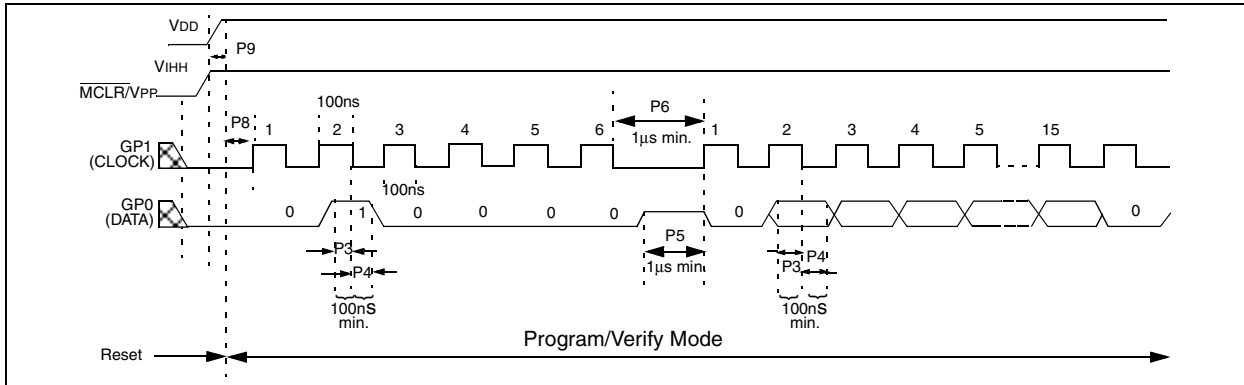 VDD
P9
VIHH
MCLR/VPP
100ns
P6
P8
1 2 3 4 5 6 1 2 3 4 5 15
1µs min.
GP1
(CLOCK)
100ns
GP0
(DATA)
0 1 0 0 0 0 0 0
P5
P3
P4
P4
P3
1µs min.
100nS
min.
100nS
min.
Program/Verify Mode
Reset